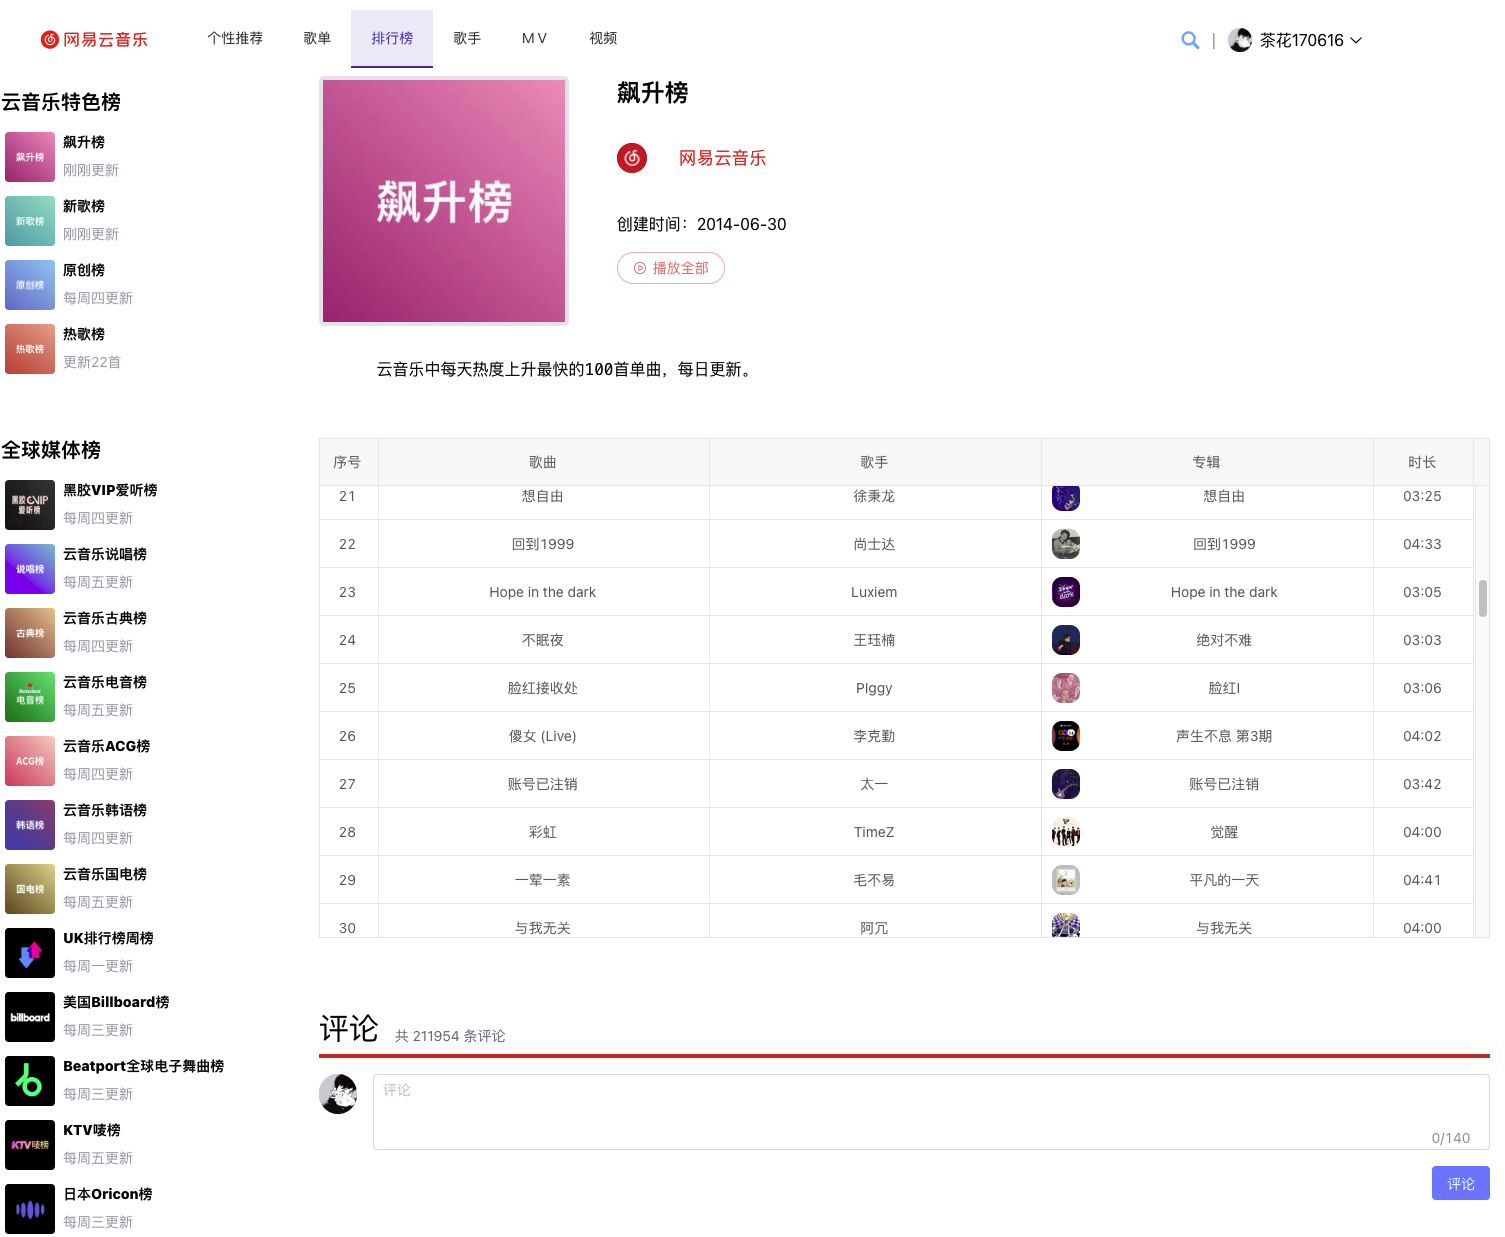 网易云音乐
个性推荐 歌单 排行榜 歌手 MV 视频
| 茶花170616
云音乐特色榜
飙升榜
飙升榜
刚刚更新
新歌榜
新歌榜
刚刚更新
原创榜
原创榜
每周四更新
热歌榜
热歌榜
更新22首
全球媒体榜
黑胶VIP爱听榜
黑胶VIP爱听榜
每周四更新
说唱榜
云音乐说唱榜
每周五更新
古典榜
云音乐古典榜
每周四更新
电音榜
云音乐电音榜
每周五更新
ACG榜
云音乐ACG榜
每周四更新
韩语榜
云音乐韩语榜
每周四更新
国电榜
云音乐国电榜
每周五更新
UK排行榜周榜
每周一更新
billboard
美国Billboard榜
每周三更新
Beatport全球电子舞曲榜
每周三更新
KTV唛榜
KTV唛榜
每周五更新
日本Oricon榜
每周三更新
飙升榜
飙升榜
网易云音乐
创建时间：2014-06-30
播放全部
云音乐中每天热度上升最快的100首单曲，每日更新。
序号 歌曲 歌手 专辑 时长
21 想自由 徐秉龙 想自由 03:25
22 回到1999 尚士达 回到1999 04:33
23 Hope in the dark Luxiem Hope in the dark 03:05
24 不眠夜 王珏楠 绝对不难 03:03
25 脸红接收处 PIggy 脸红I 03:06
26 傻女 (Live) 李克勤 声生不息 第3期 04:02
27 账号已注销 太一 账号已注销 03:42
28 彩虹 TimeZ 觉醒 04:00
29 一荤一素 毛不易 平凡的一天 04:41
30 与我无关 阿冗 与我无关 04:00
评论 共 211954 条评论
评论
0/140
评论